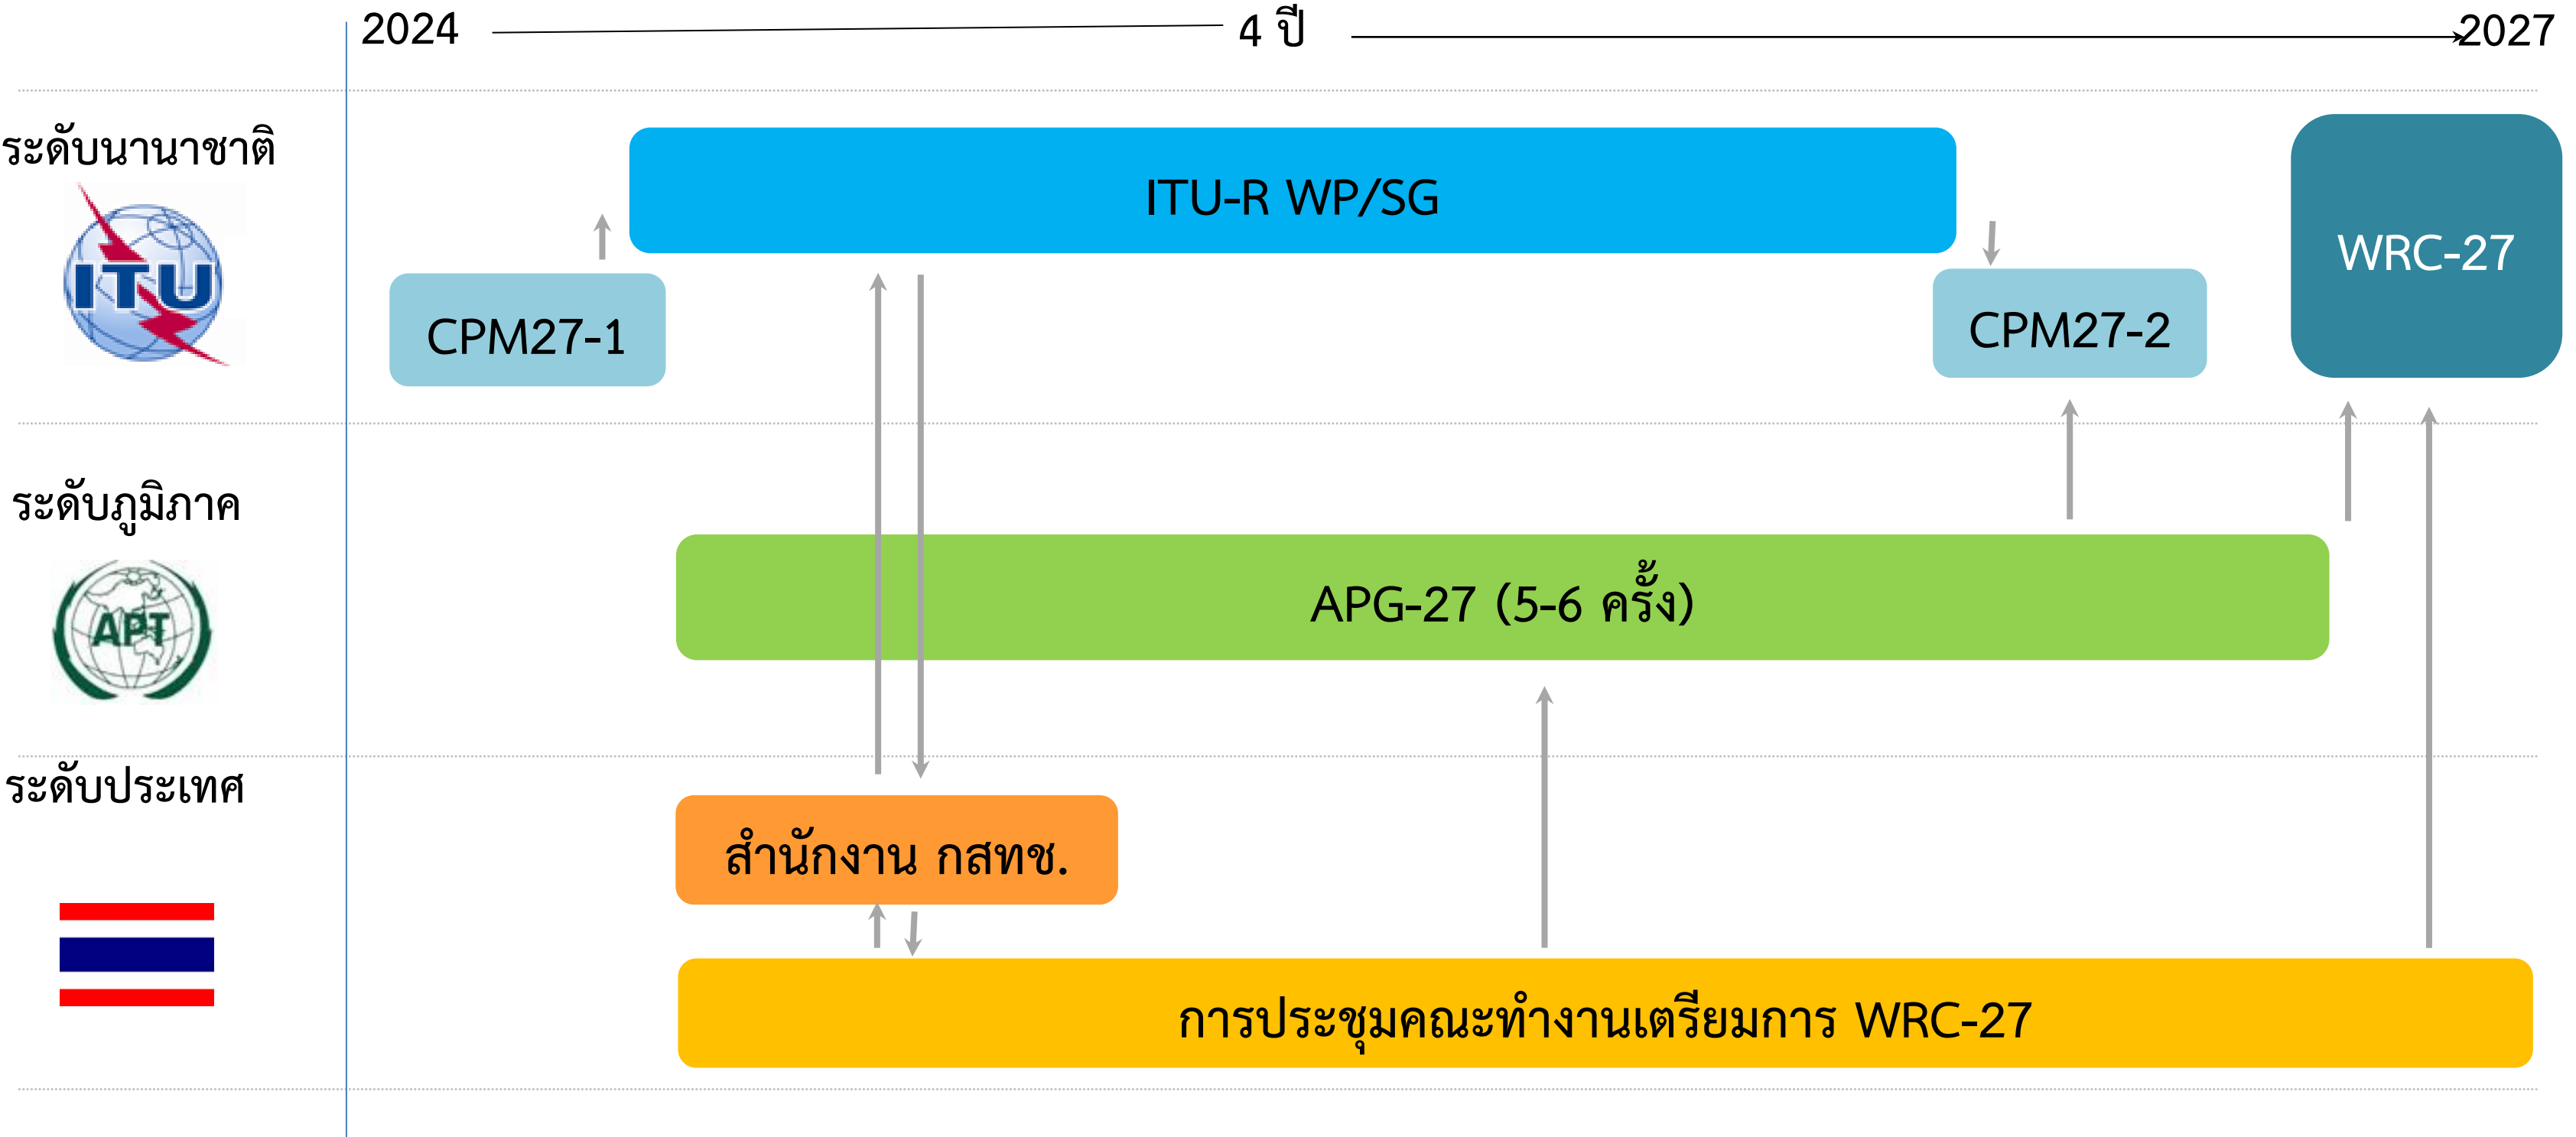 2024 4 ปี 2027
ระดับนานาชาติ
ITU
ITU-R WP/SG
WRC-27
CPM27-1
CPM27-2
ระดับภูมิภาค
APT
APG-27 (5-6 ครั้ง)
ระดับประเทศ
สำนักงาน กสทช.
การประชุมคณะทำงานเตรียมการ WRC-27